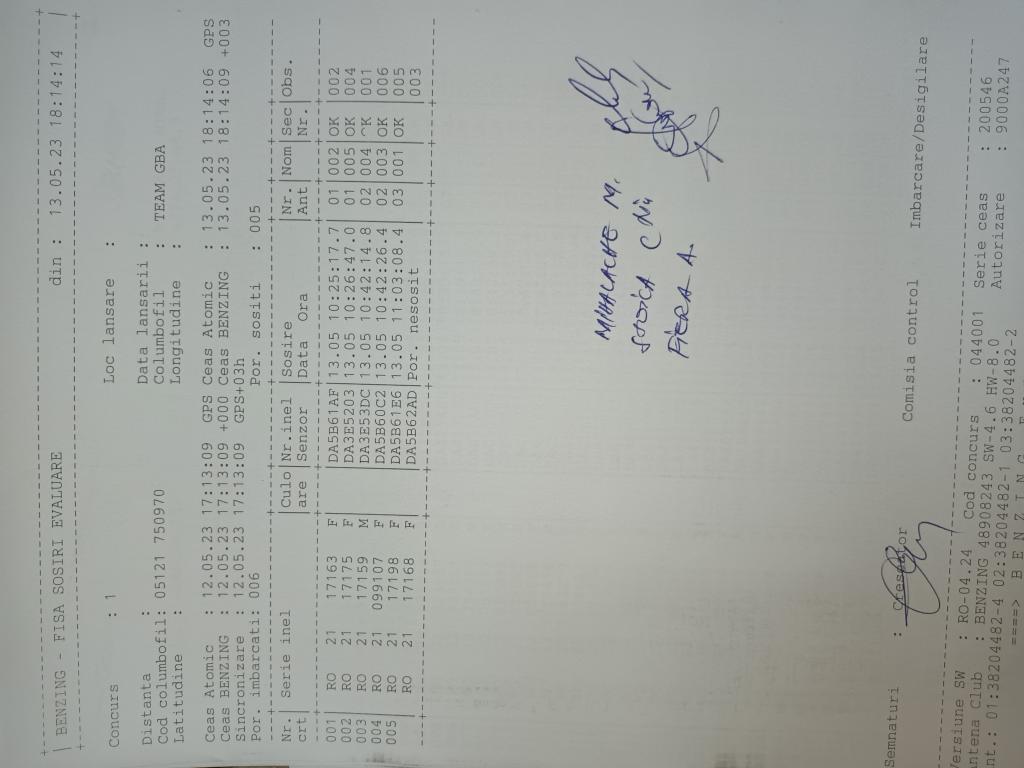 | BENZING - FISA SOSIRI EVALUARE din : 13.05.23 18:14:14 |
Concurs : 1 Loc lansare :
Distanta : Data lansarii :
Cod columbofil: 05121 750970 Columbofil : TEAM GBA
Latitudine : Longitudine :
Ceas Atomic : 12.05.23 17:13:09 GPS Ceas Atomic : 13.05.23 18:14:06 GPS
Ceas BENZING : 12.05.23 17:13:09 +000 Ceas BENZING : 13.05.23 18:14:09 +003
Sincronizare : 12.05.23 17:13:09 GPS+03h
Por. imbarcati: 006 Por. sositi : 005
Nr.| Serie inel |Culo|Nr.inel |Sosire |Nr. |Nom|Sec|Obs.
crt| |are |Senzor |Data Ora |Ant | |Nr.|
001| RO 21 17163 F | |DA5B61AF|13.05 10:25:17.7| 01|002|OK |002
002| RO 21 17175 F | |DA3E5203|13.05 10:26:47.0| 01|005|OK |004
003| RO 21 17159 M | |DA3E53DC|13.05 10:42:14.8| 02|004|OK |001
004| RO 21 099107 F | |DA5B60C2|13.05 10:42:26.4| 02|003|OK |006
005| RO 21 17198 F | |DA5B61E6|13.05 11:03:08.4| 03|001|OK |005
| RO 21 17168 F | |DA5B62AD|Por. nesosit | | | |003
MIHALACHE M.
STOICA
FIERA A.
Semnaturi : Crescator Comisia control Imbarcare/Desigilare
Versiune SW : RO-04.24 Cod concurs : 044001 Serie ceas : 200546
Antena Club : BENZING 48908243 SW-4.6 HW-8.0 Autorizare : 9000A247
nt.: 01:38204482-4 02:38204482-1 03:38204482-2
====> B E N Z I N G